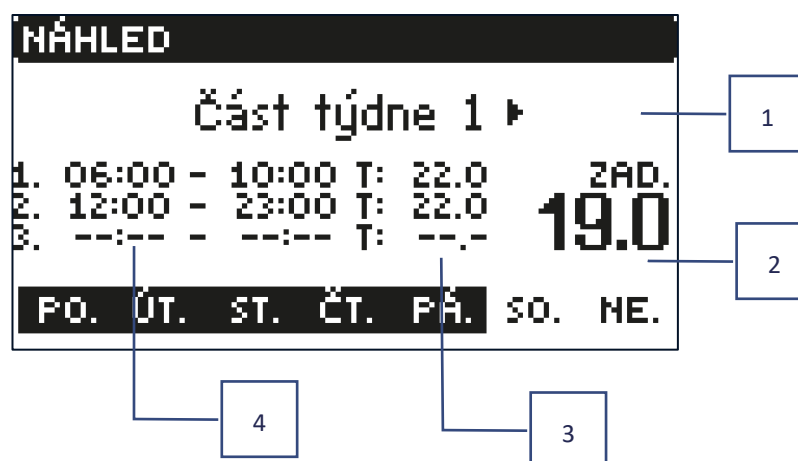 NÁHLED
Část týdne 1
1. 06:00 - 10:00 T: 22.0
2. 12:00 - 23:00 T: 22.0
3. --:-- - --:-- T: --.-
ZAD.
19.0
PO. ÚT. ST. ČT. PÁ. SO. NE.
1
2
3
4